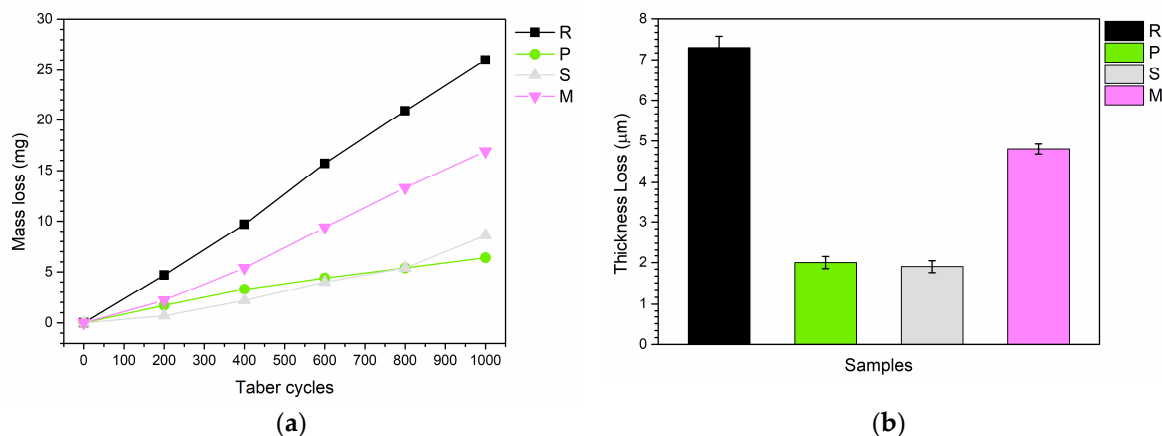 30
25
20
15
10
5
0
Mass loss (mg)
0 100 200 300 400 500 600 700 800 900 1000
Taber cycles
R
P
S
M
(a)
8
7
6
5
4
3
2
1
0
Thickness Loss (μm)
Samples
R
P
S
M
(b)